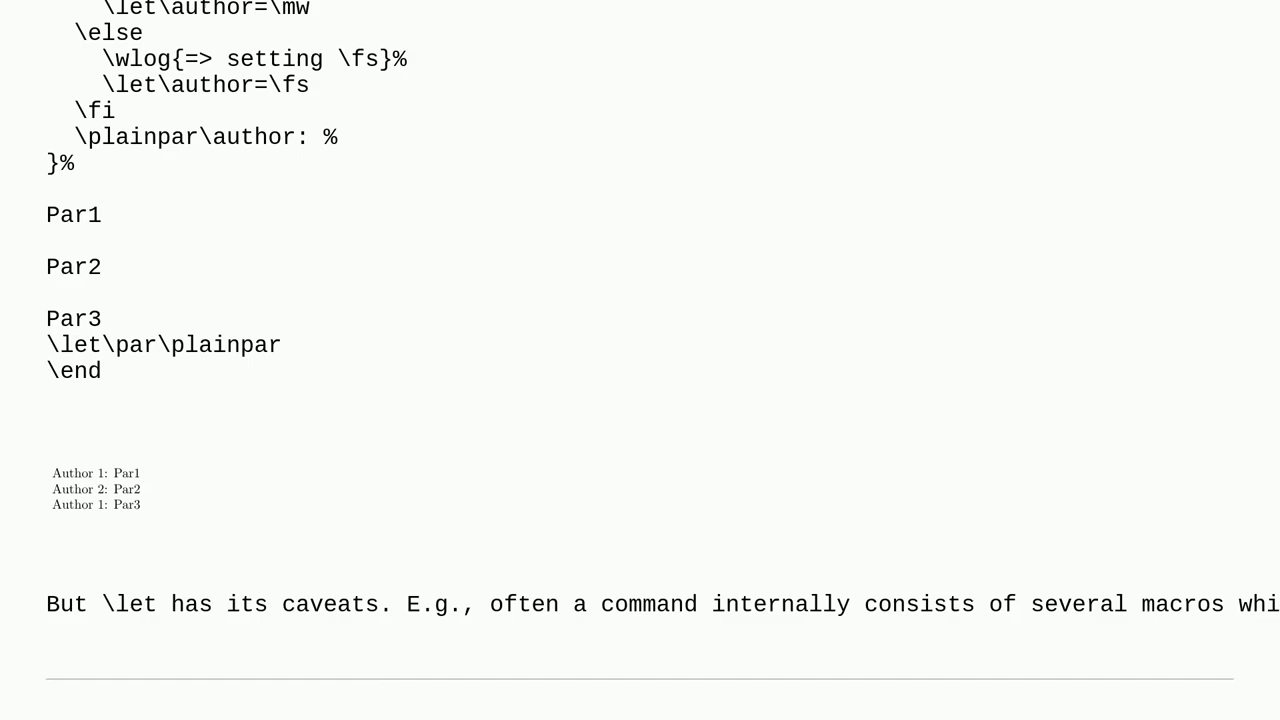 \let\author=\mw
\else
\wlog{=> setting \fs}%
\let\author=\fs
\fi
\plainpar\author: %
}%
Par1
Par2
Par3
\let\par\plainpar
\end
Author 1: Par1
Author 2: Par2
Author 1: Par3
But \let has its caveats. E.g., often a command internally consists of several macros whi